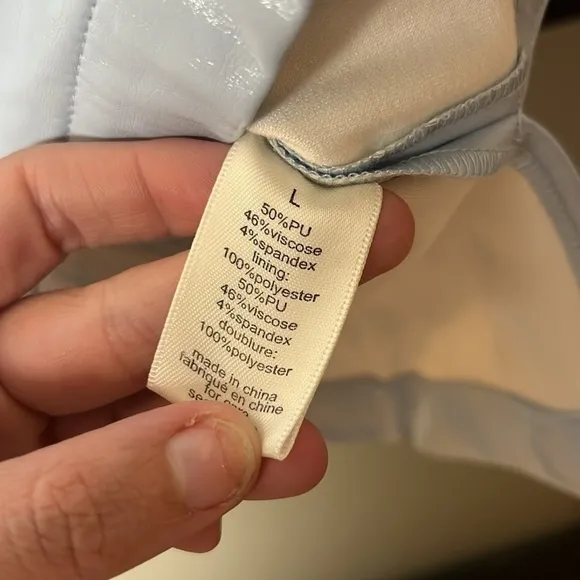 L
50%PU
46%viscose
4%spandex
lining:
100%polyester
50%PU
46%viscose
4%spandex
doublure:
100%polyester
made in china
fabriqué en chine
for care
se